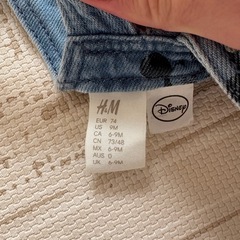 H&M
EUR 74
US 9M
CA 6-9M
CN 73/48
MX 6-9M
AUS 0
UK 6-9M
Disney